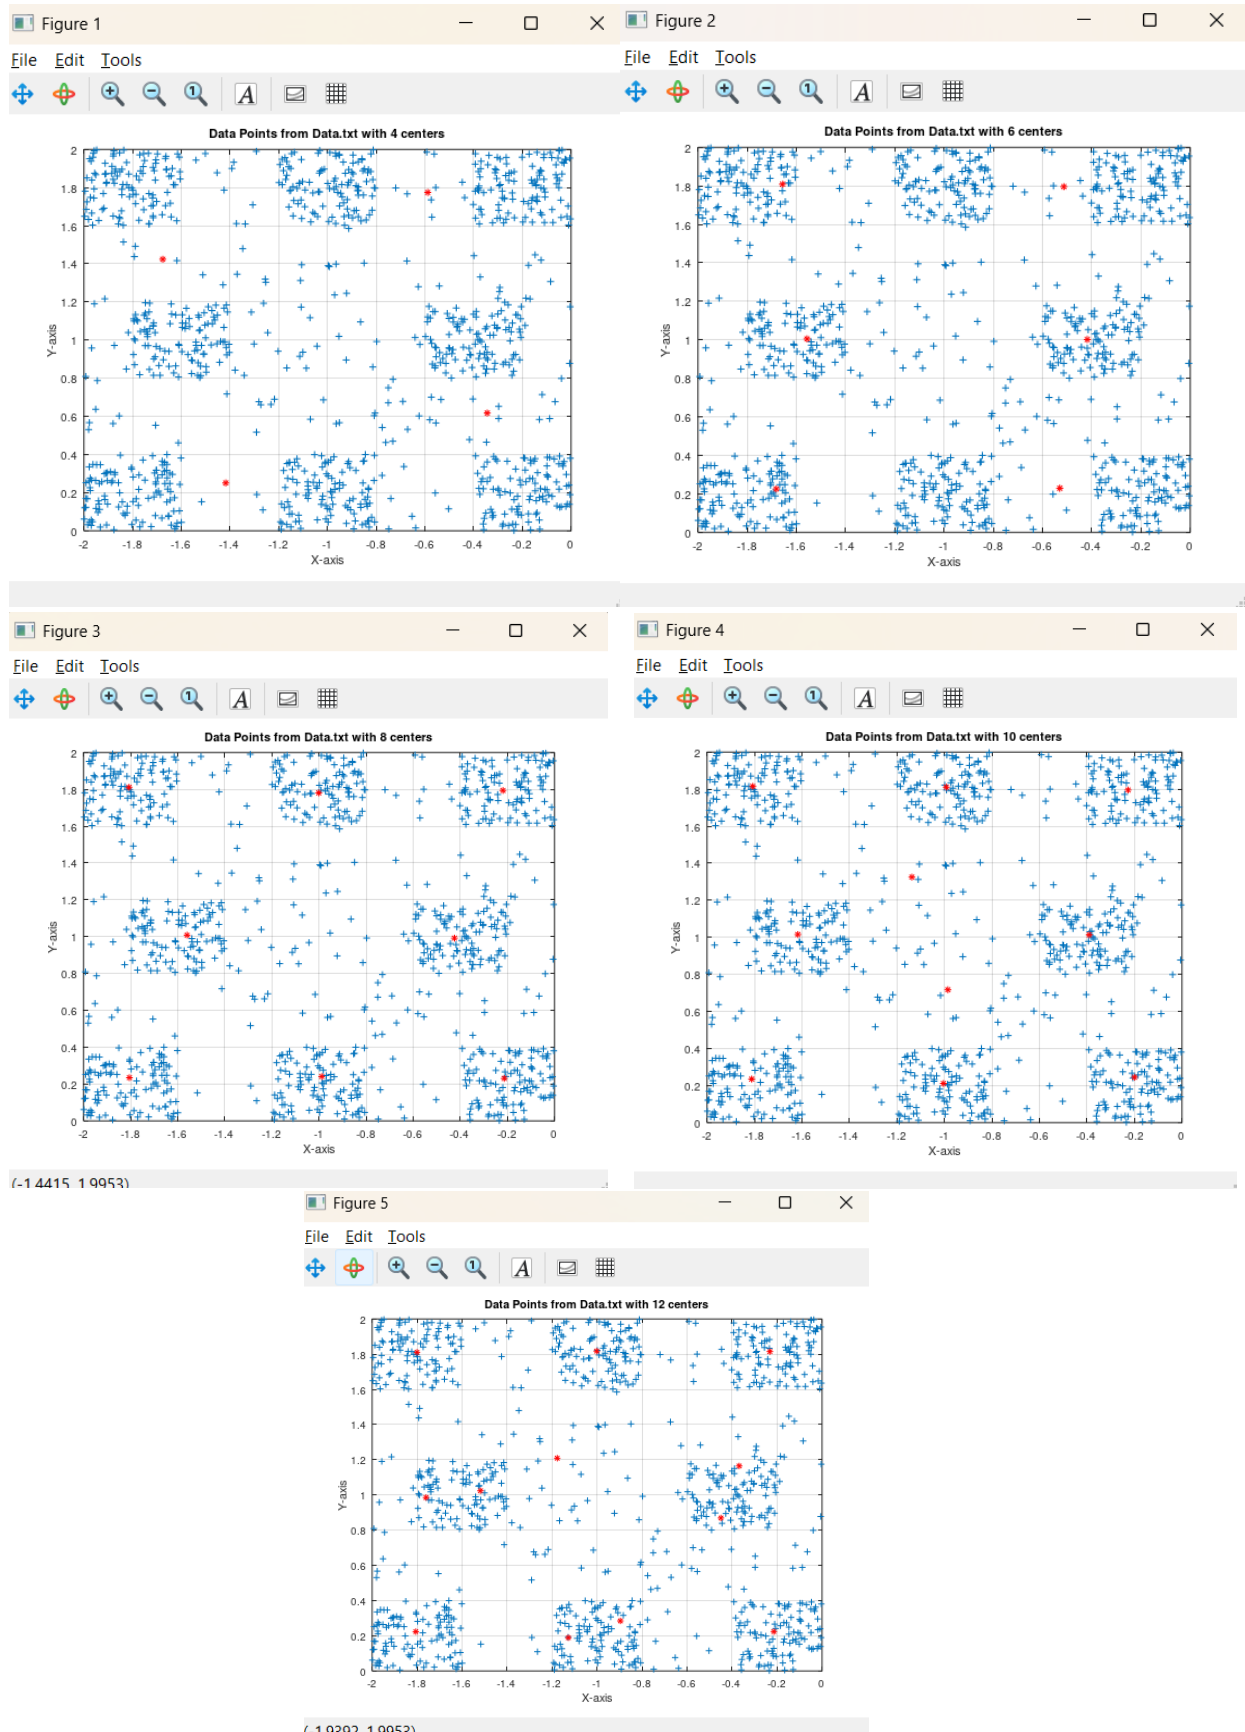 Figure 1
File Edit Tools
A
Data Points from Data.txt with 4 centers
2
1.8
1.6
1.4
1.2
1
0.8
0.6
0.4
0.2
0
Y-axis
-2 -1.8 -1.6 -1.4 -1.2 -1 -0.8 -0.6 -0.4 -0.2 0
X-axis
Figure 2
File Edit Tools
A
Data Points from Data.txt with 6 centers
2
1.8
1.6
1.4
1.2
1
0.8
0.6
0.4
0.2
0
Y-axis
-2 -1.8 -1.6 -1.4 -1.2 -1 -0.8 -0.6 -0.4 -0.2 0
X-axis
Figure 3
File Edit Tools
A
Data Points from Data.txt with 8 centers
2
1.8
1.6
1.4
1.2
1
0.8
0.6
0.4
0.2
0
Y-axis
-2 -1.8 -1.6 -1.4 -1.2 -1 -0.8 -0.6 -0.4 -0.2 0
X-axis
(-1.4415, 1.9953)
Figure 4
File Edit Tools
A
Data Points from Data.txt with 10 centers
2
1.8
1.6
1.4
1.2
1
0.8
0.6
0.4
0.2
0
Y-axis
-2 -1.8 -1.6 -1.4 -1.2 -1 -0.8 -0.6 -0.4 -0.2 0
X-axis
Figure 5
File Edit Tools
A
Data Points from Data.txt with 12 centers
2
1.8
1.6
1.4
1.2
1
0.8
0.6
0.4
0.2
0
Y-axis
-2 -1.8 -1.6 -1.4 -1.2 -1 -0.8 -0.6 -0.4 -0.2 0
X-axis
(-1.9392, 1.9953)